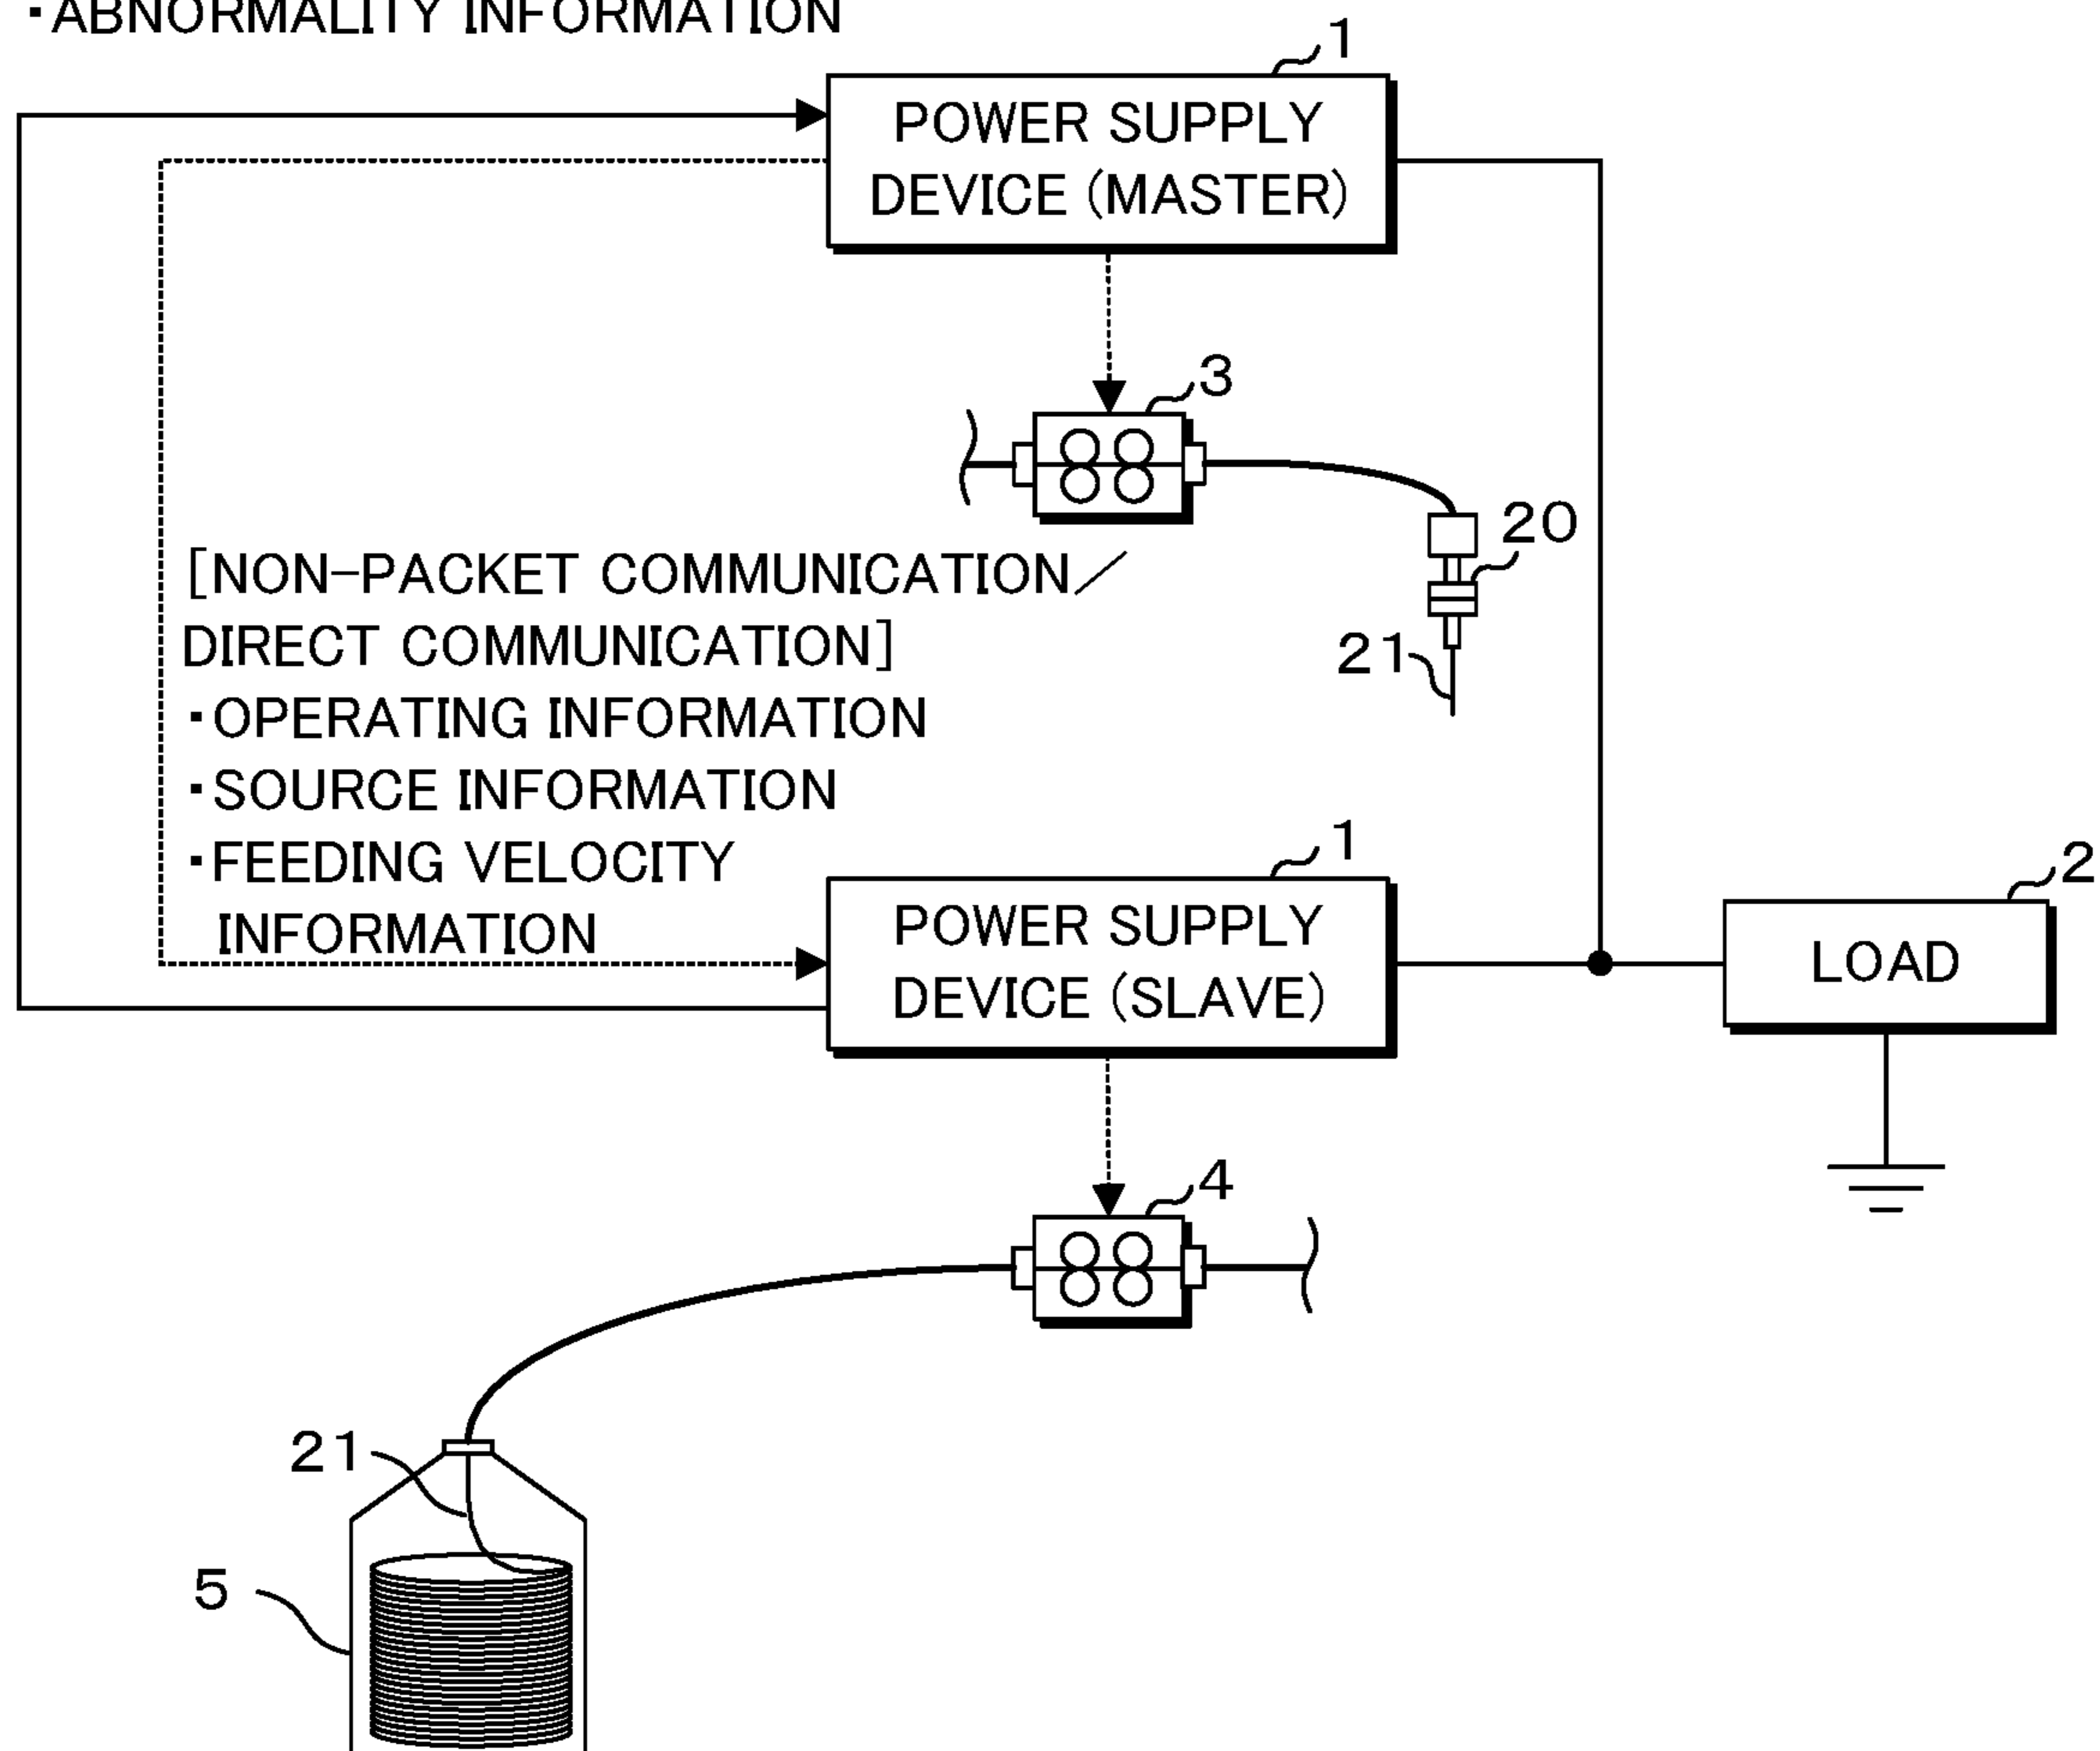 ・ABNORMALITY INFORMATION
1
POWER SUPPLY
DEVICE (MASTER)
3
20
[NON-PACKET COMMUNICATION／
DIRECT COMMUNICATION]
21
・OPERATING INFORMATION
・SOURCE INFORMATION
・FEEDING VELOCITY
INFORMATION
1
POWER SUPPLY
DEVICE (SLAVE)
2
LOAD
4
21
5